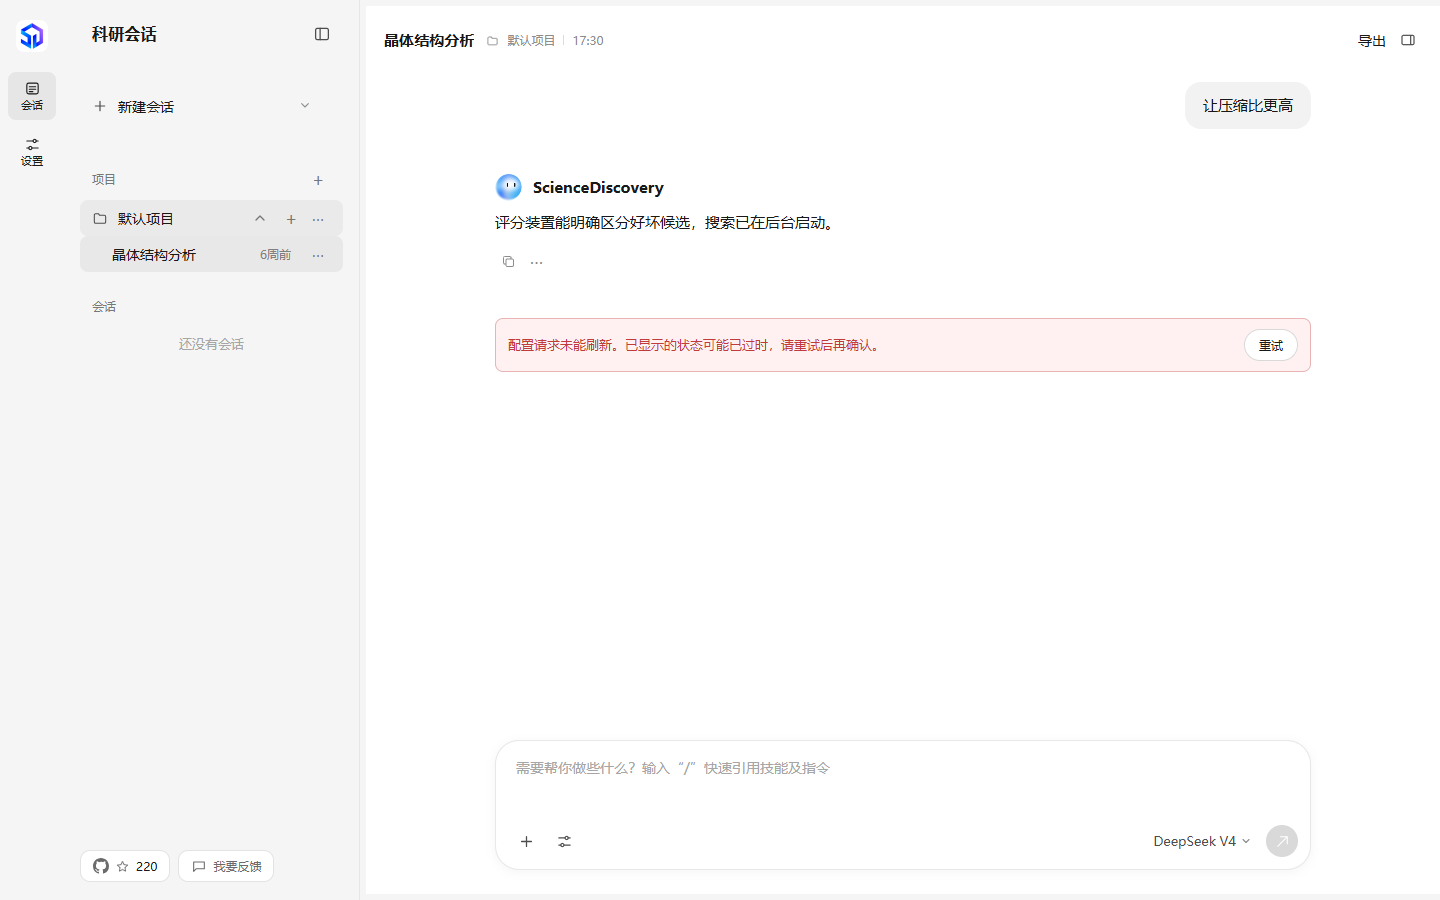 科研会话
会话
设置
新建会话
项目
默认项目
晶体结构分析 6周前
会话
还没有会话
220
我要反馈
晶体结构分析 默认项目 17:30
导出
让压缩比更高
ScienceDiscovery
评分装置能明确区分好坏候选，搜索已在后台启动。
配置请求未能刷新。已显示的状态可能已过时，请重试后再确认。
重试
需要帮你做些什么？输入“/”快速引用技能及指令
DeepSeek V4